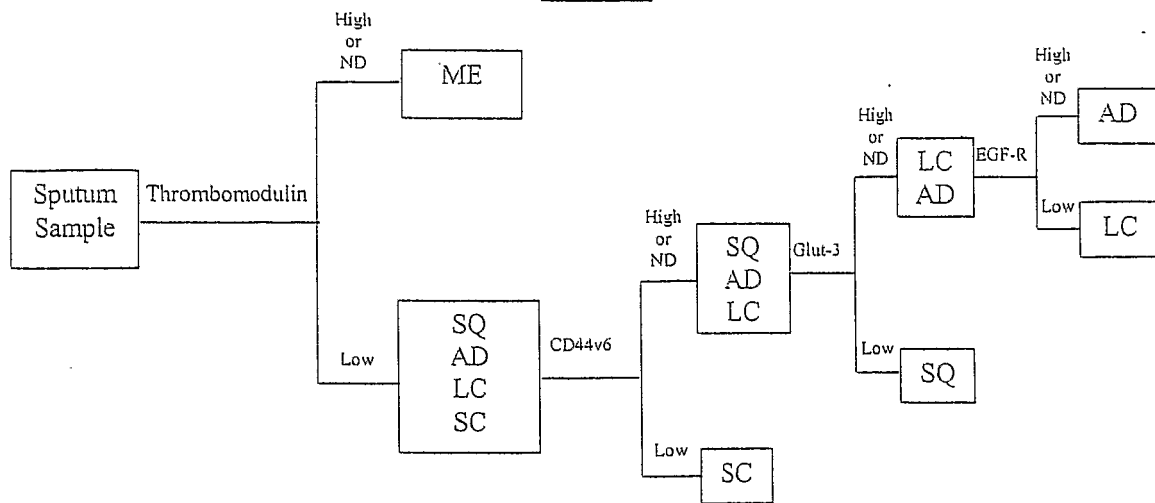 Sputum
Sample
Thrombomodulin
High
or
ND
ME
Low
SQ
AD
LC
SC
CD44v6
High
or
ND
SQ
AD
LC
Low
SC
Glut-3
High
or
ND
LC
AD
Low
SQ
EGF-R
High
or
ND
AD
Low
LC